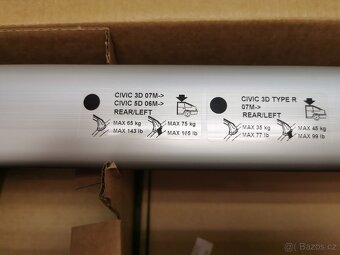 CIVIC 3D 07M->
CIVIC 5D 06M->
REAR/LEFT
MAX 65 kg
MAX 143 lb
MAX 75 kg
MAX 165 lb
CIVIC 3D TYPE R
07M->
REAR/LEFT
MAX 35 kg
MAX 77 lb
MAX 45 kg
MAX 99 lb
© Bazos.cz